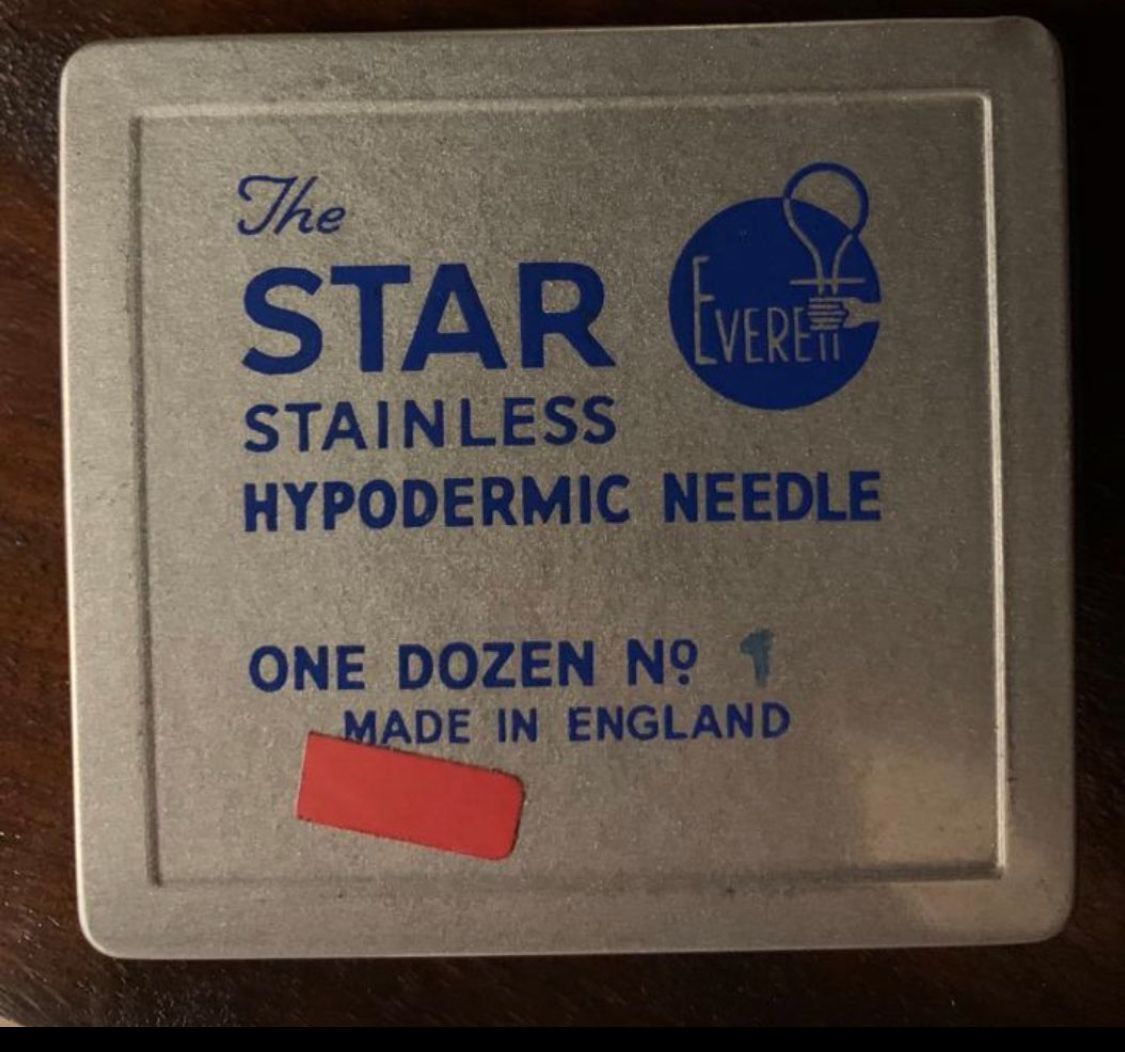 The
STAR
EVERETT
STAINLESS
HYPODERMIC NEEDLE
ONE DOZEN Nº 1
MADE IN ENGLAND